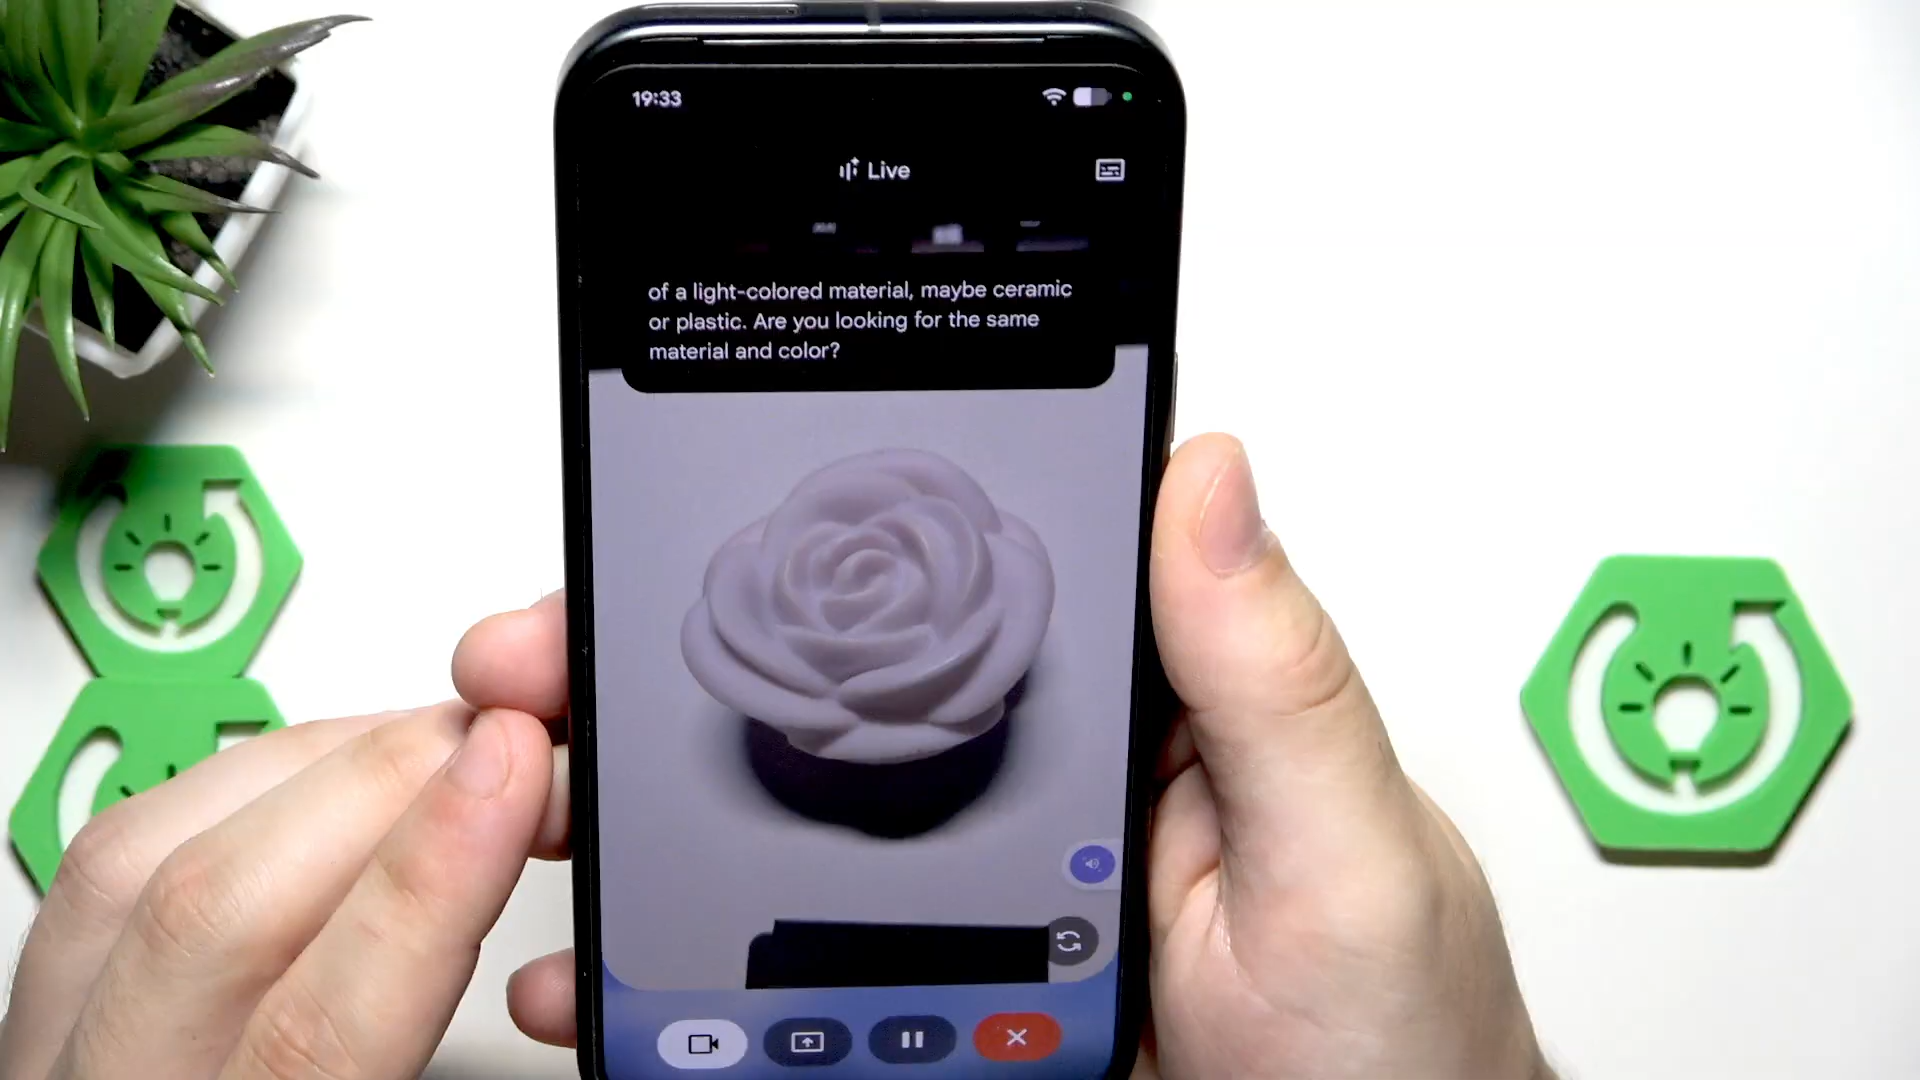 19:33
Live
of a light-colored material, maybe ceramic
or plastic. Are you looking for the same
material and color?